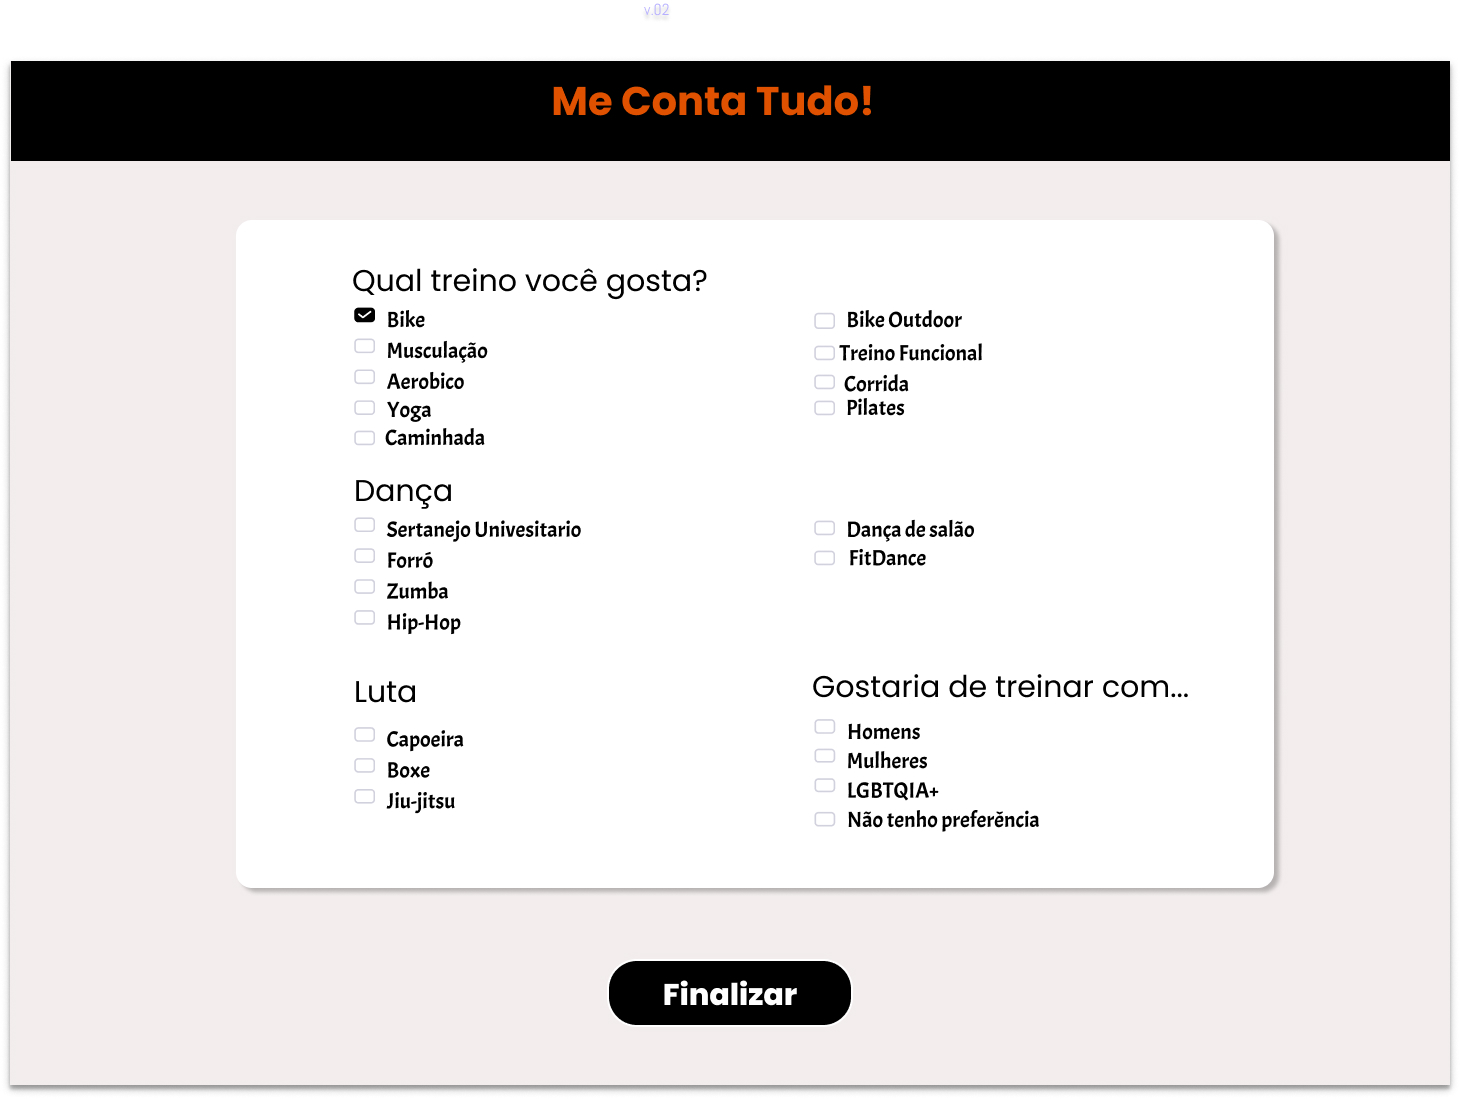 v.02
Me Conta Tudo!
Qual treino você gosta?
Bike
Musculação
Aerobico
Yoga
Caminhada
Bike Outdoor
Treino Funcional
Corrida
Pilates
Dança
Sertanejo Univesitario
Forró
Zumba
Hip-Hop
Dança de salão
FitDance
Luta
Capoeira
Boxe
Jiu-jitsu
Gostaria de treinar com...
Homens
Mulheres
LGBTQIA+
Não tenho preferĕncia
Finalizar